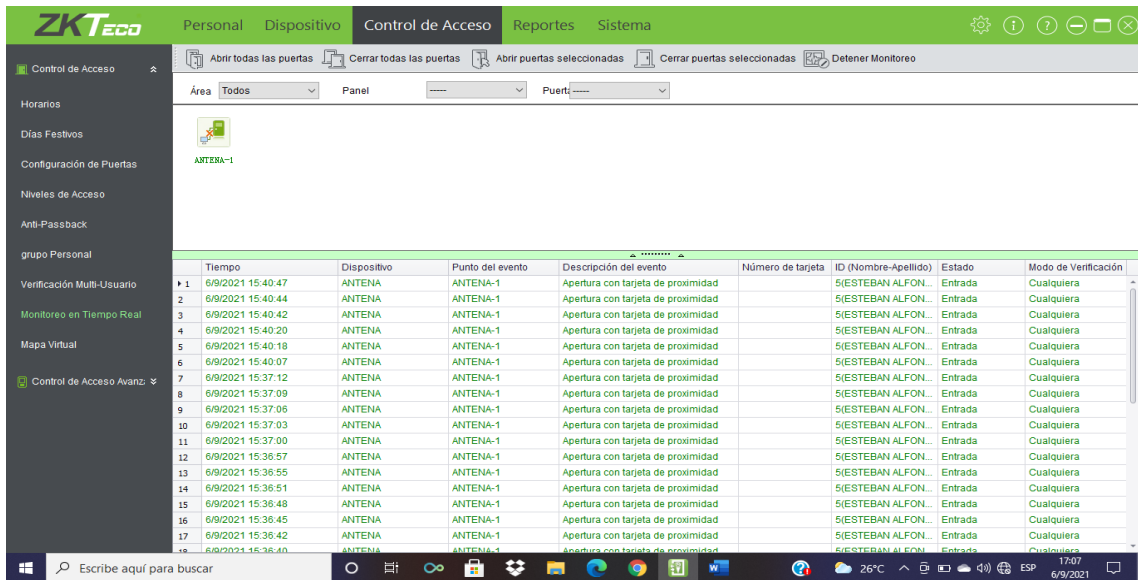 ZKTeco
Personal Dispositivo Control de Acceso Reportes Sistema
Abrir todas las puertas Cerrar todas las puertas Abrir puertas seleccionadas Cerrar puertas seleccionadas Detener Monitoreo
Control de Acceso
Horarios
Días Festivos
Configuración de Puertas
Niveles de Acceso
Anti-Passback
grupo Personal
Verificación Multi-Usuario
Monitoreo en Tiempo Real
Mapa Virtual
Control de Acceso Avanz
Área Todos Panel ----- Puerta -----
ANTENA-1
Tiempo Dispositivo Punto del evento Descripción del evento Número de tarjeta ID (Nombre-Apellido) Estado Modo de Verificación
1 6/9/2021 15:40:47 ANTENA ANTENA-1 Apertura con tarjeta de proximidad 5(ESTEBAN ALFON... Entrada Cualquiera
2 6/9/2021 15:40:44 ANTENA ANTENA-1 Apertura con tarjeta de proximidad 5(ESTEBAN ALFON... Entrada Cualquiera
3 6/9/2021 15:40:42 ANTENA ANTENA-1 Apertura con tarjeta de proximidad 5(ESTEBAN ALFON... Entrada Cualquiera
4 6/9/2021 15:40:20 ANTENA ANTENA-1 Apertura con tarjeta de proximidad 5(ESTEBAN ALFON... Entrada Cualquiera
5 6/9/2021 15:40:18 ANTENA ANTENA-1 Apertura con tarjeta de proximidad 5(ESTEBAN ALFON... Entrada Cualquiera
6 6/9/2021 15:40:07 ANTENA ANTENA-1 Apertura con tarjeta de proximidad 5(ESTEBAN ALFON... Entrada Cualquiera
7 6/9/2021 15:37:12 ANTENA ANTENA-1 Apertura con tarjeta de proximidad 5(ESTEBAN ALFON... Entrada Cualquiera
8 6/9/2021 15:37:09 ANTENA ANTENA-1 Apertura con tarjeta de proximidad 5(ESTEBAN ALFON... Entrada Cualquiera
9 6/9/2021 15:37:06 ANTENA ANTENA-1 Apertura con tarjeta de proximidad 5(ESTEBAN ALFON... Entrada Cualquiera
10 6/9/2021 15:37:03 ANTENA ANTENA-1 Apertura con tarjeta de proximidad 5(ESTEBAN ALFON... Entrada Cualquiera
11 6/9/2021 15:37:00 ANTENA ANTENA-1 Apertura con tarjeta de proximidad 5(ESTEBAN ALFON... Entrada Cualquiera
12 6/9/2021 15:36:57 ANTENA ANTENA-1 Apertura con tarjeta de proximidad 5(ESTEBAN ALFON... Entrada Cualquiera
13 6/9/2021 15:36:55 ANTENA ANTENA-1 Apertura con tarjeta de proximidad 5(ESTEBAN ALFON... Entrada Cualquiera
14 6/9/2021 15:36:51 ANTENA ANTENA-1 Apertura con tarjeta de proximidad 5(ESTEBAN ALFON... Entrada Cualquiera
15 6/9/2021 15:36:48 ANTENA ANTENA-1 Apertura con tarjeta de proximidad 5(ESTEBAN ALFON... Entrada Cualquiera
16 6/9/2021 15:36:45 ANTENA ANTENA-1 Apertura con tarjeta de proximidad 5(ESTEBAN ALFON... Entrada Cualquiera
17 6/9/2021 15:36:42 ANTENA ANTENA-1 Apertura con tarjeta de proximidad 5(ESTEBAN ALFON... Entrada Cualquiera
18 6/9/2021 15:36:40 ANTENA ANTENA-1 Apertura con tarjeta de proximidad 5(ESTEBAN ALFON... Entrada Cualquiera
Escribe aquí para buscar 26°C ESP 17:07
6/9/2021